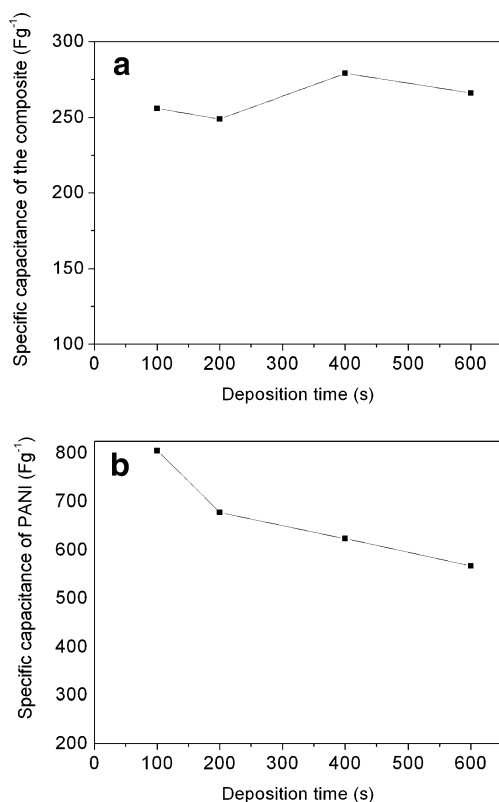 a
Specific capacitance of the composite (Fg⁻¹)
300
250
200
150
100
0 100 200 300 400 500 600
Deposition time (s)
b
Specific capacitance of PANI (Fg⁻¹)
800
700
600
500
400
300
200
0 100 200 300 400 500 600
Deposition time (s)